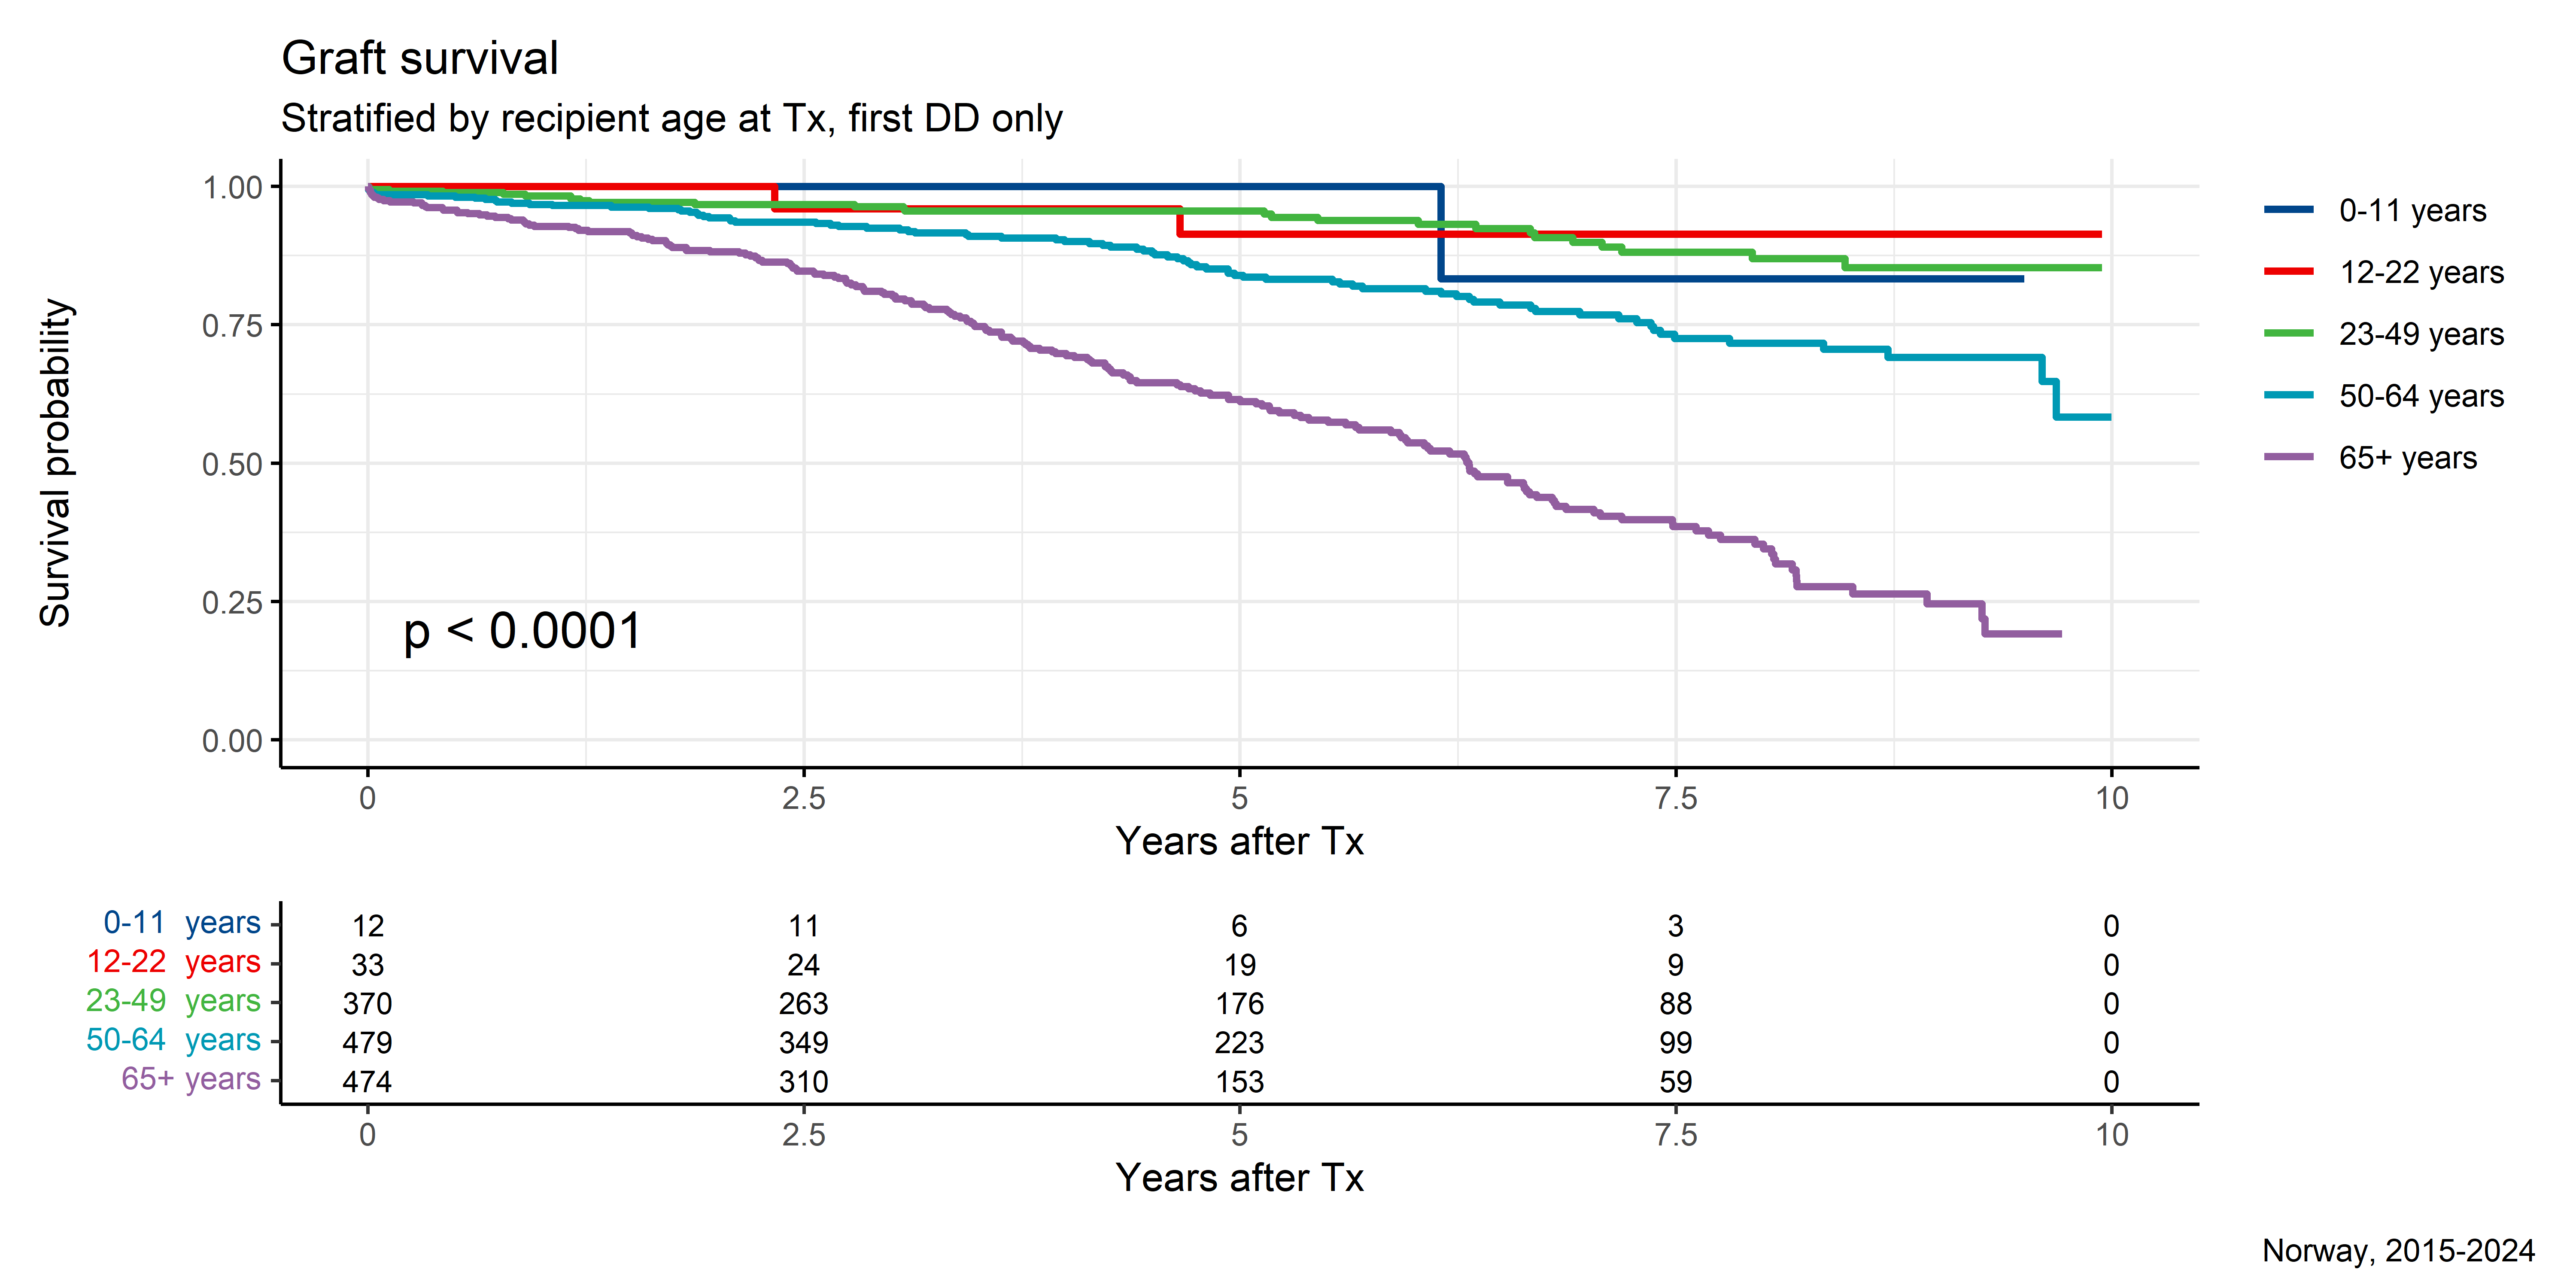 Graft survival
Stratified by recipient age at Tx, first DD only
Survival probability
1.00
0.75
0.50
0.25
0.00
p < 0.0001
0 2.5 5 7.5 10
Years after Tx
0-11 years
12-22 years
23-49 years
50-64 years
65+ years
0-11 years 12 11 6 3 0
12-22 years 33 24 19 9 0
23-49 years 370 263 176 88 0
50-64 years 479 349 223 99 0
65+ years 474 310 153 59 0
0 2.5 5 7.5 10
Years after Tx
Norway, 2015-2024